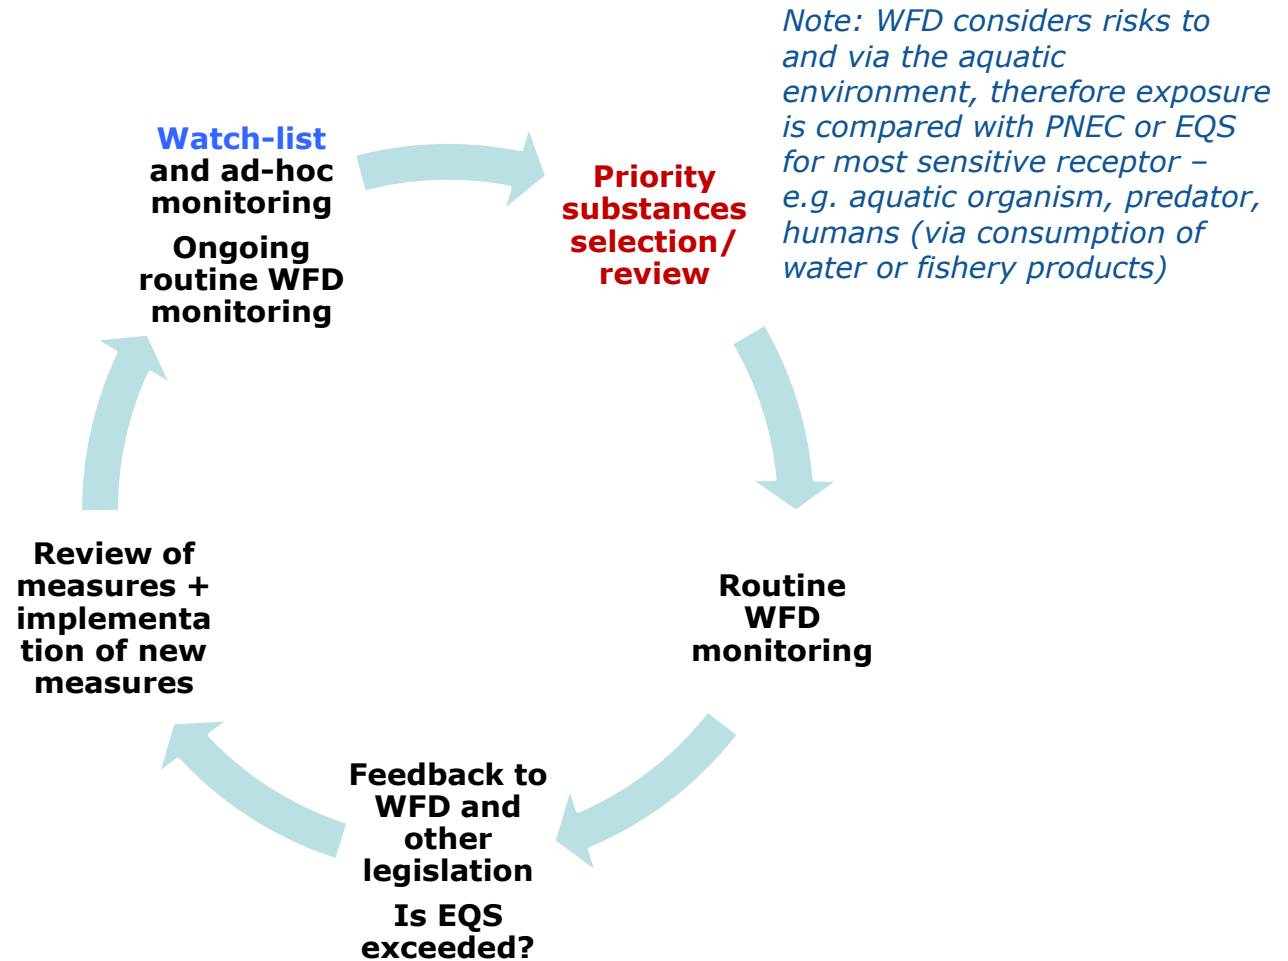 Note: WFD considers risks to
and via the aquatic
environment, therefore exposure
is compared with PNEC or EQS
for most sensitive receptor –
e.g. aquatic organism, predator,
humans (via consumption of
water or fishery products)
Watch-list
and ad-hoc
monitoring
Ongoing
routine WFD
monitoring
Priority
substances
selection/
review
Routine
WFD
monitoring
Feedback to
WFD and
other
legislation
Is EQS
exceeded?
Review of
measures +
implementa
tion of new
measures